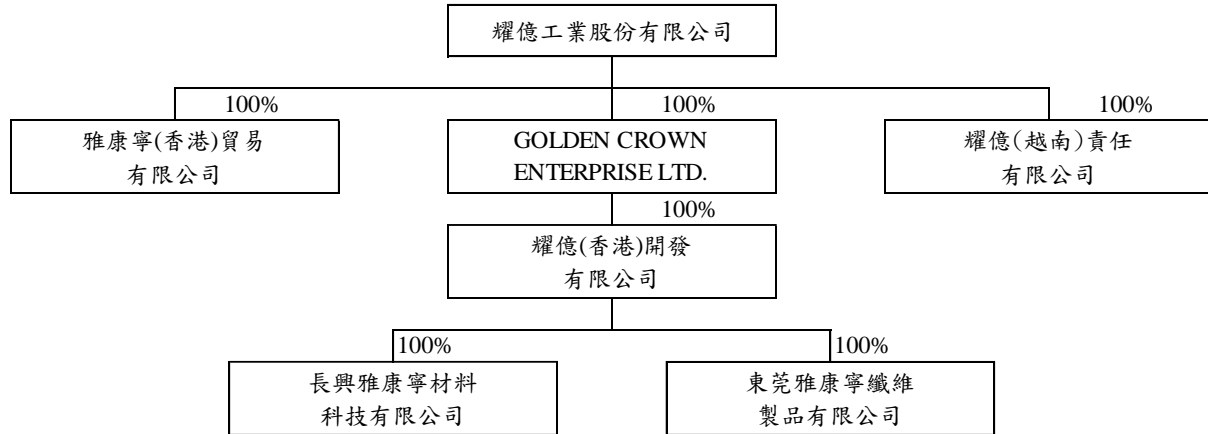 耀億工業股份有限公司
100%
100%
100%
雅康寧(香港)貿易
有限公司
GOLDEN CROWN
ENTERPRISE LTD.
耀億(越南)責任
有限公司
100%
耀億(香港)開發
有限公司
100%
100%
長興雅康寧材料
科技有限公司
東莞雅康寧纖維
製品有限公司